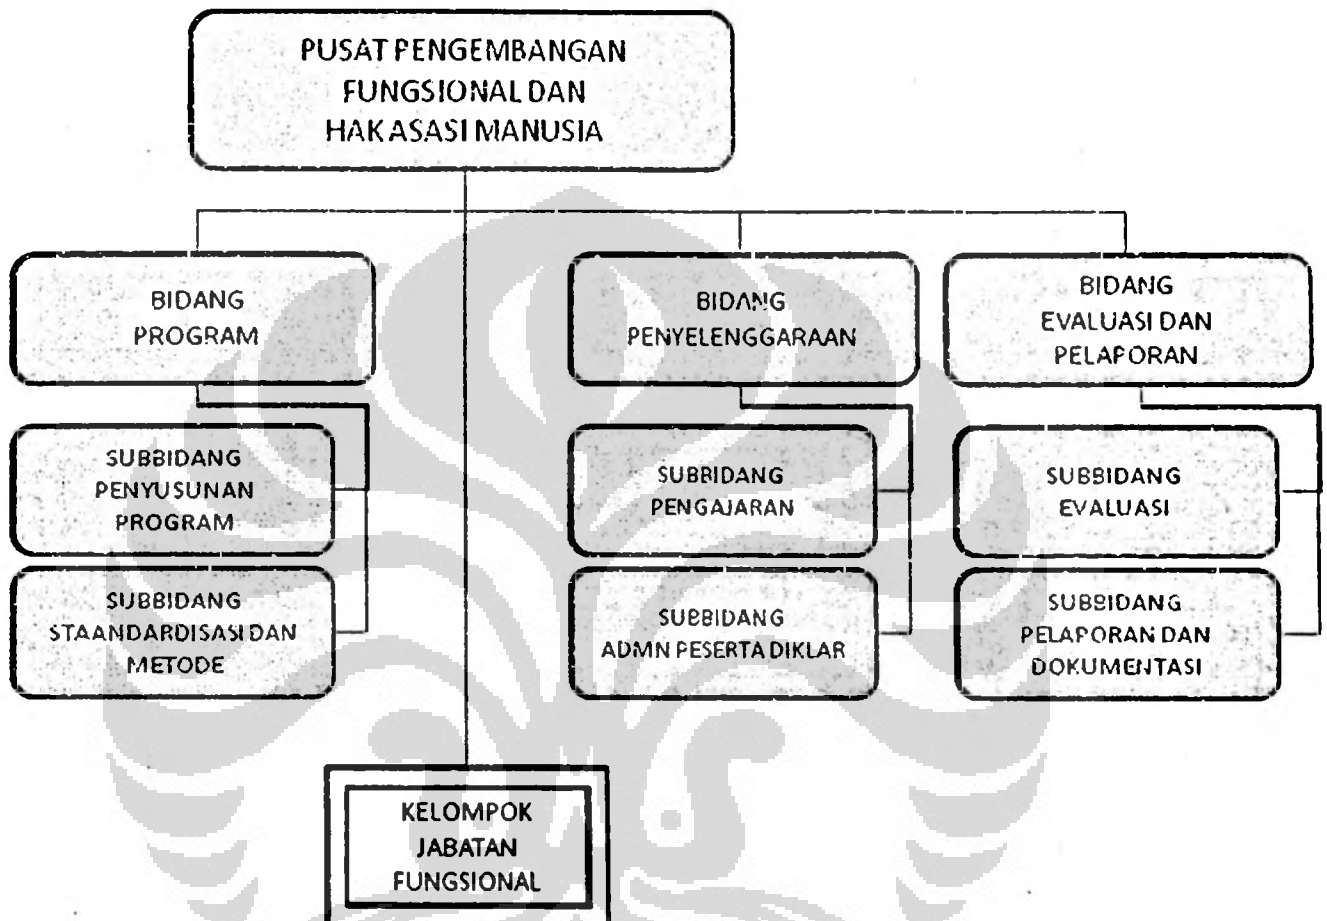 PUSAT PENGEMBANGAN
FUNGSIONAL DAN
HAK ASASI MANUSIA
BIDANG
PROGRAM
BIDANG
PENYELENGGARAAN
BIDANG
EVALUASI DAN
PELAPORAN
SUBBIDANG
PENYUSUNAN
PROGRAM
SUBBIDANG
PENGAJARAN
SUBBIDANG
EVALUASI
SUBBIDANG
STAANDARDISASI DAN
METODE
SUBBIDANG
ADMN PESERTA DIKLAR
SUBBIDANG
PELAPORAN DAN
DOKUMENTASI
KELOMPOK
JABATAN
FUNGSIONAL